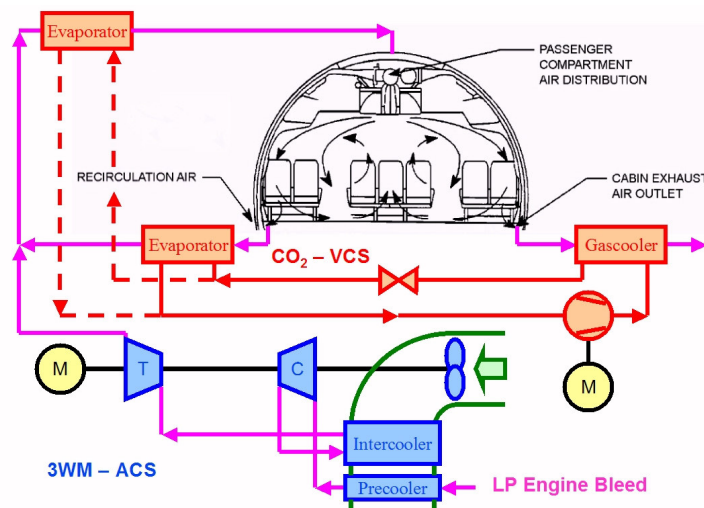 Evaporator
PASSENGER
COMPARTMENT
AIR DISTRIBUTION
RECIRCULATION AIR
CABIN EXHAUST
AIR OUTLET
Evaporator
CO₂ – VCS
Gascooler
M
T
C
M
Intercooler
3WM – ACS
Precooler
LP Engine Bleed